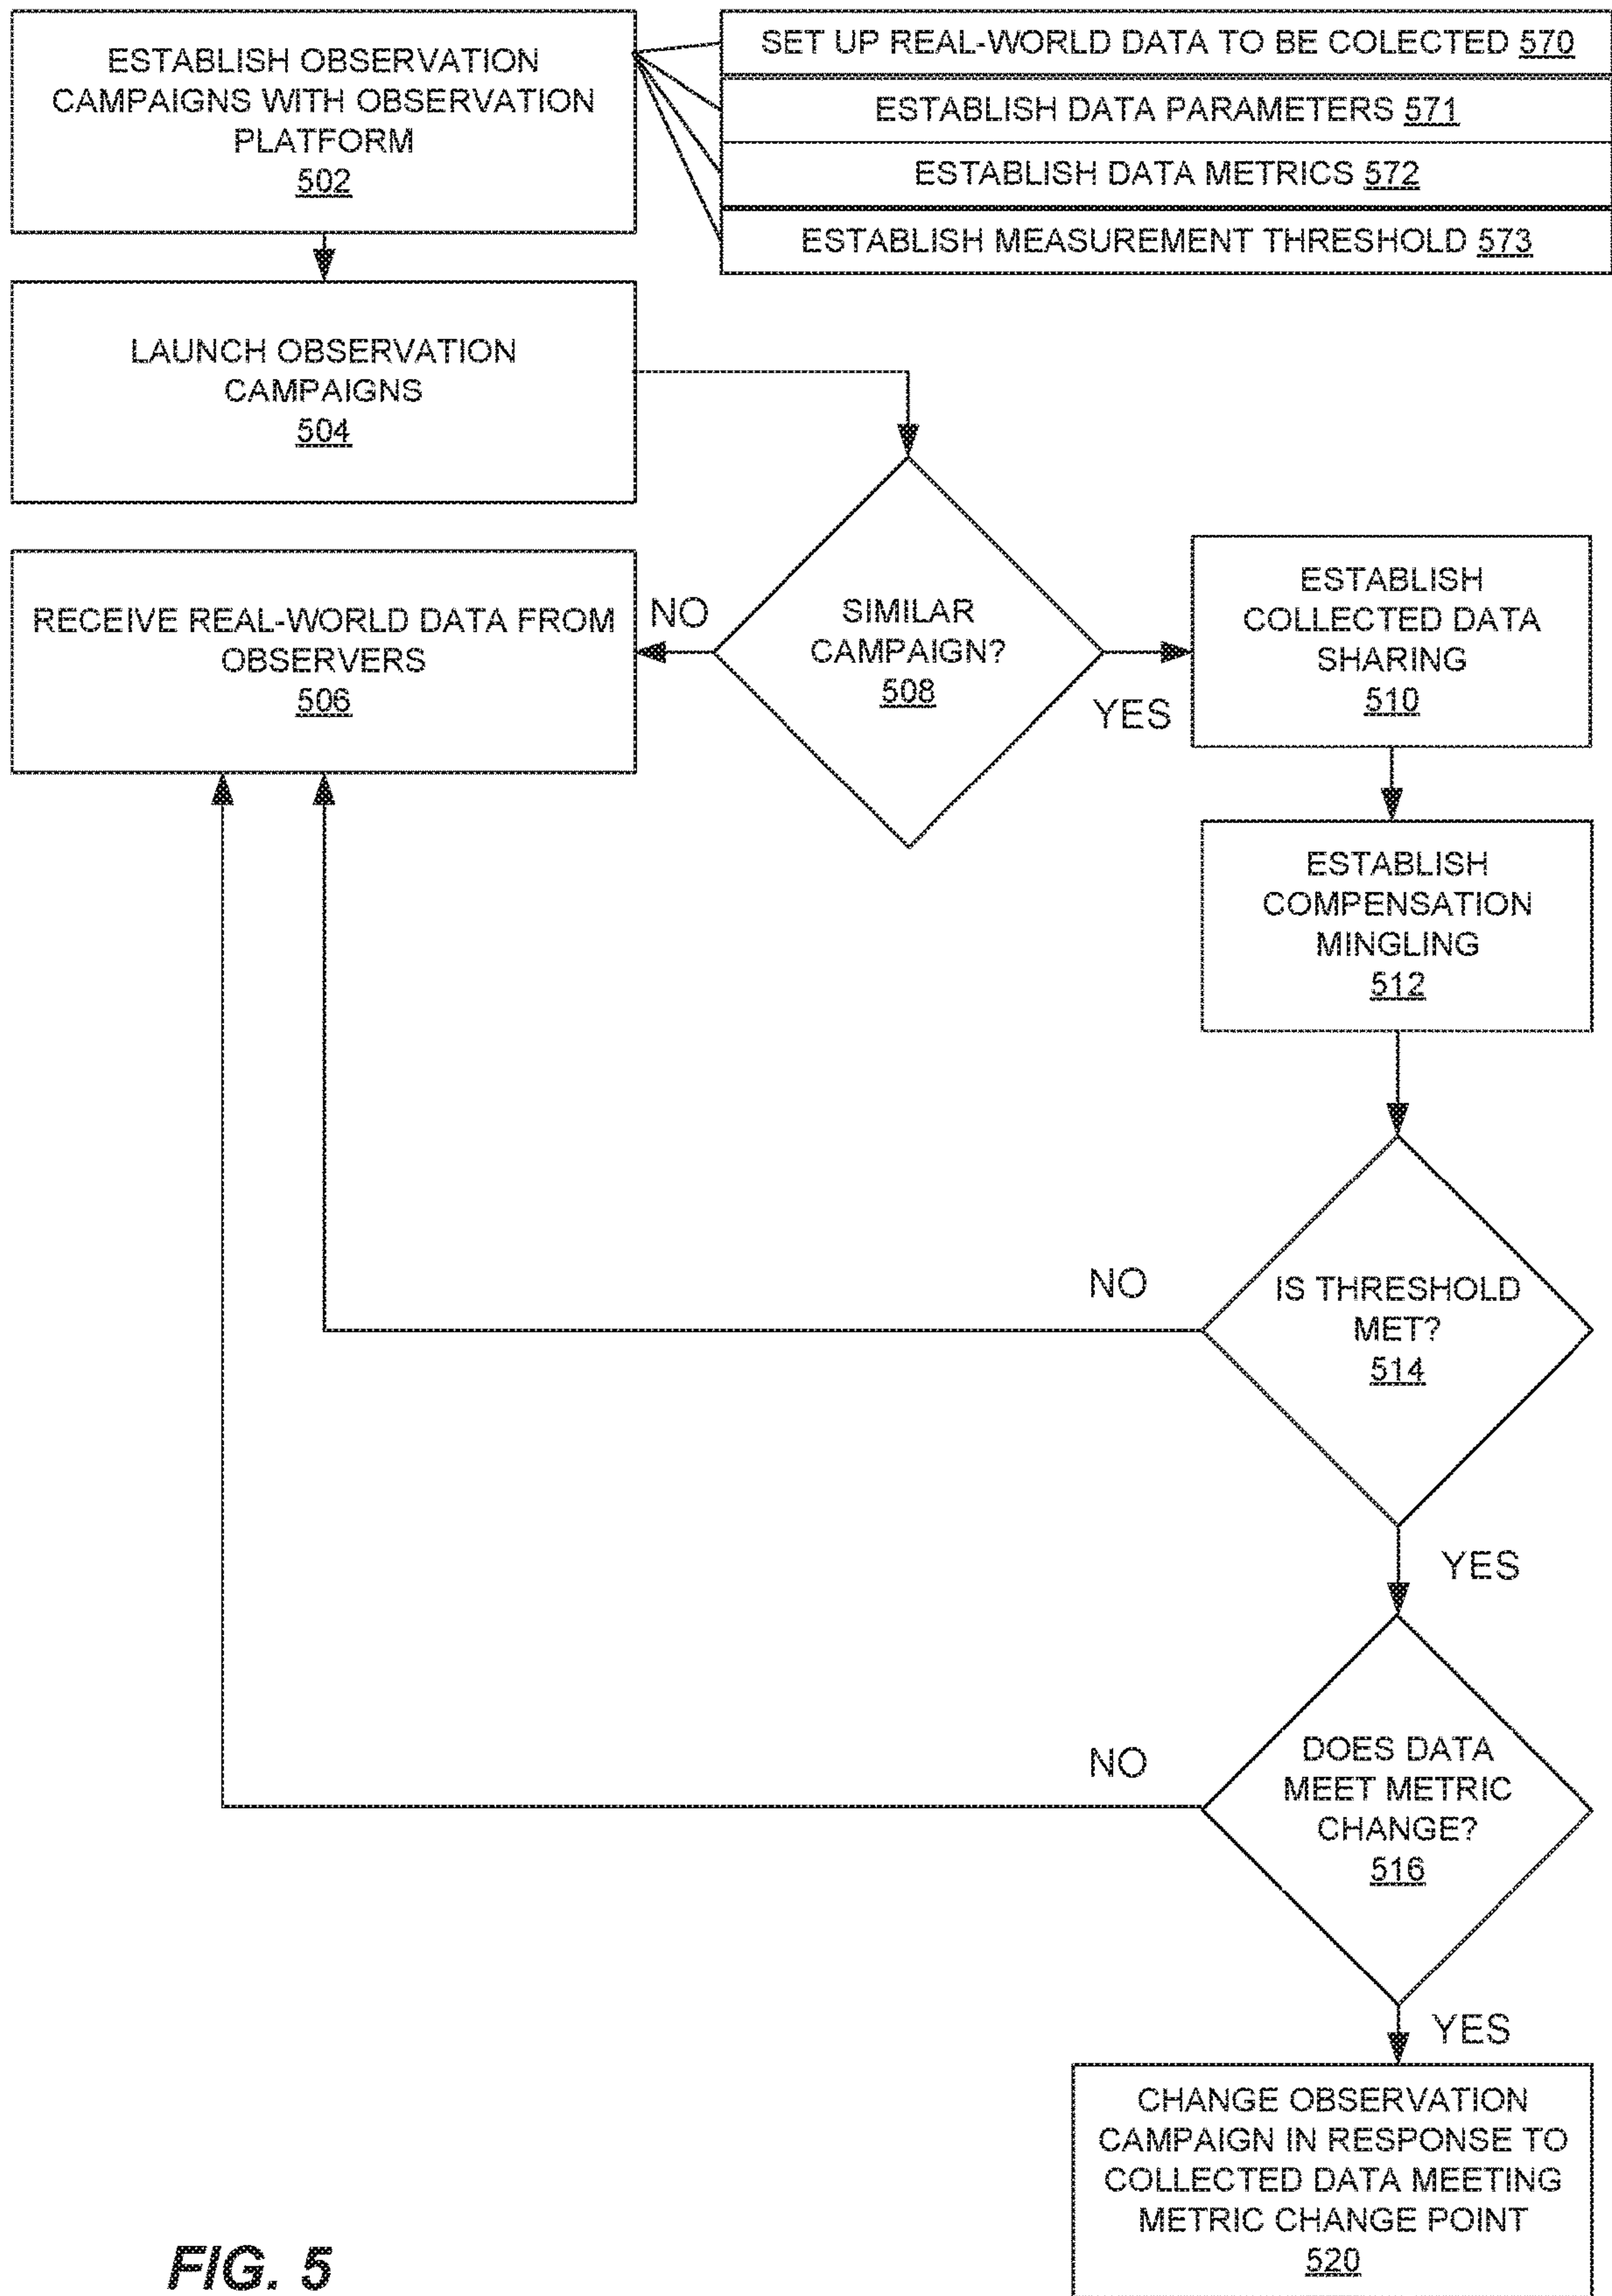 ESTABLISH OBSERVATION
CAMPAIGNS WITH OBSERVATION
PLATFORM
502
SET UP REAL-WORLD DATA TO BE COLECTED 570
ESTABLISH DATA PARAMETERS 571
ESTABLISH DATA METRICS 572
ESTABLISH MEASUREMENT THRESHOLD 573
LAUNCH OBSERVATION
CAMPAIGNS
504
RECEIVE REAL-WORLD DATA FROM
OBSERVERS
506
NO
SIMILAR
CAMPAIGN?
508
YES
ESTABLISH
COLLECTED DATA
SHARING
510
ESTABLISH
COMPENSATION
MINGLING
512
NO
IS THRESHOLD
MET?
514
YES
NO
DOES DATA
MEET METRIC
CHANGE?
516
YES
CHANGE OBSERVATION
CAMPAIGN IN RESPONSE TO
COLLECTED DATA MEETING
METRIC CHANGE POINT
520
FIG. 5